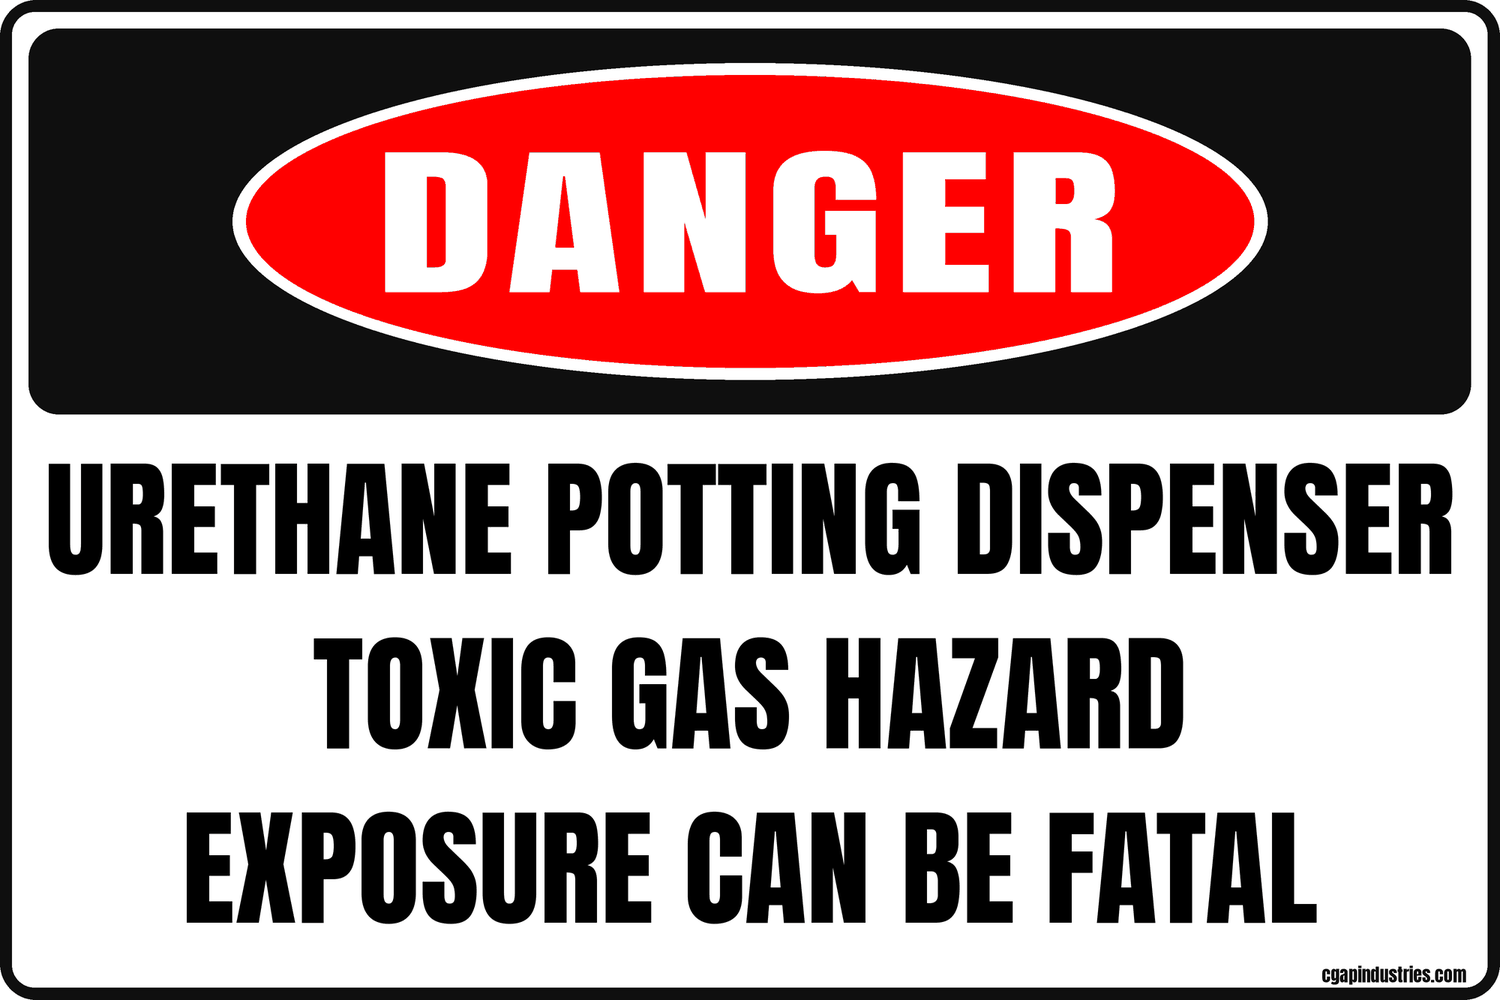 DANGER
URETHANE POTTING DISPENSER
TOXIC GAS HAZARD
EXPOSURE CAN BE FATAL
cgapindustries.com